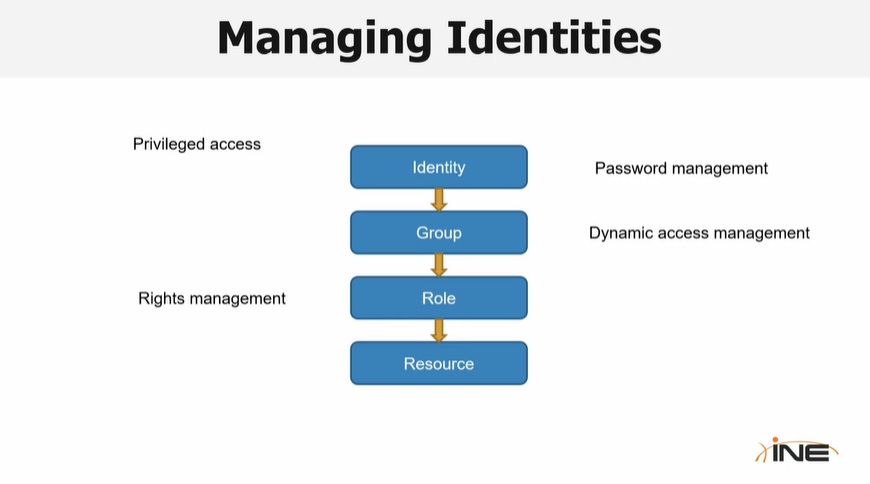 Managing Identities
Privileged access
Identity
Password management
Group
Dynamic access management
Rights management
Role
Resource
iNE